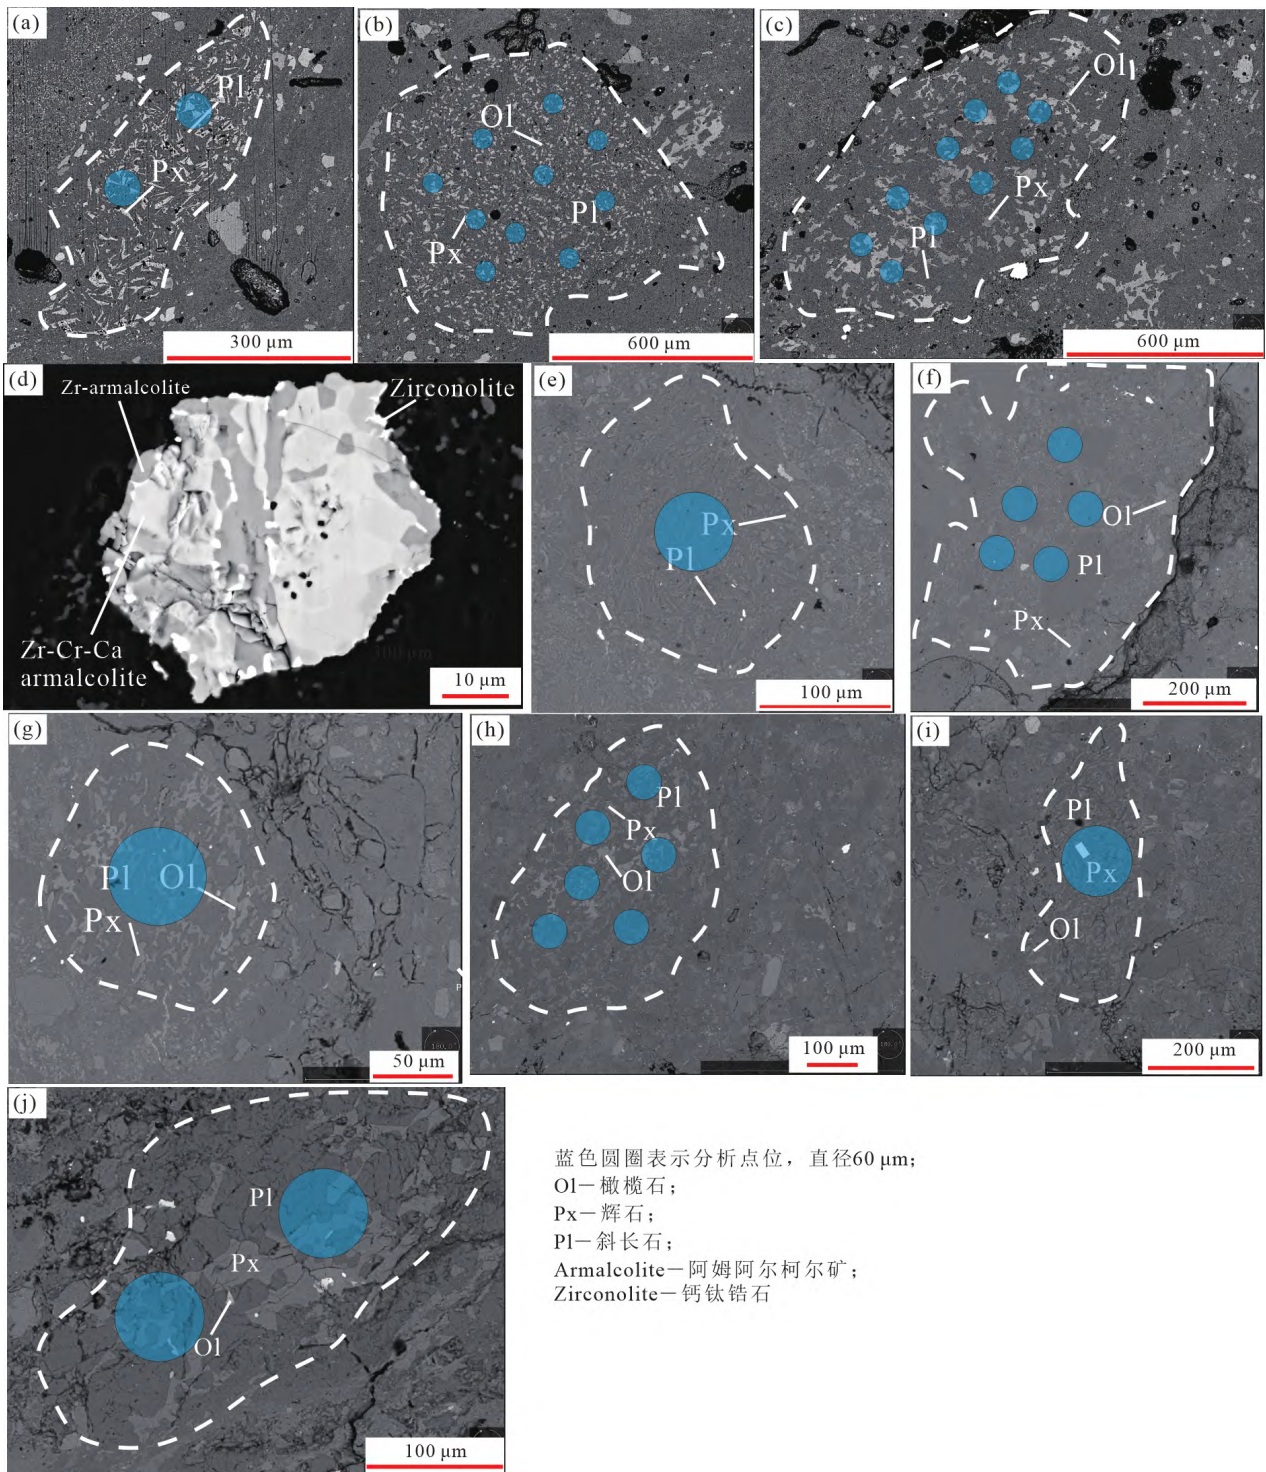 (a)
Pl
Px
300 μm
(b)
Ol
Pl
Px
600 μm
(c)
Ol
Px
Pl
600 μm
(d)
Zr-armalcolite
Zirconolite
Zr-Cr-Ca
armalcolite
10 μm
(e)
Px
Pl
100 μm
(f)
Ol
Pl
Px
200 μm
(g)
Pl
Ol
Px
50 μm
(h)
Pl
Px
Ol
100 μm
(i)
Pl
Px
Ol
200 μm
(j)
Pl
Px
Ol
100 μm
蓝色圆圈表示分析点位，直径60 μm；
Ol－橄榄石；
Px－辉石；
Pl－斜长石；
Armalcolite－阿姆阿尔柯尔矿；
Zirconolite－钙钛锆石